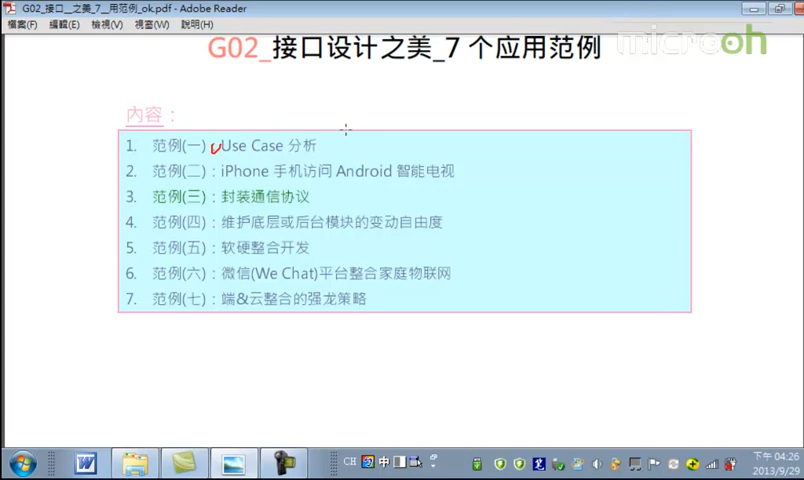 G02_接口__之美_7__用范例_ok.pdf - Adobe Reader
檔案(F) 編輯(E) 檢視(V) 視窗(W) 說明(H)
microoh
G02_接口设计之美_7 个应用范例
內容：
1. 范例(一) Use Case 分析
2. 范例(二)：iPhone 手机访问 Android 智能电视
3. 范例(三)：封装通信协议
4. 范例(四)：维护底层或后台模块的变动自由度
5. 范例(五)：软硬整合开发
6. 范例(六)：微信(We Chat)平台整合家庭物联网
7. 范例(七)：端&云整合的强龙策略
CH 中
下午 04:26
2013/9/29